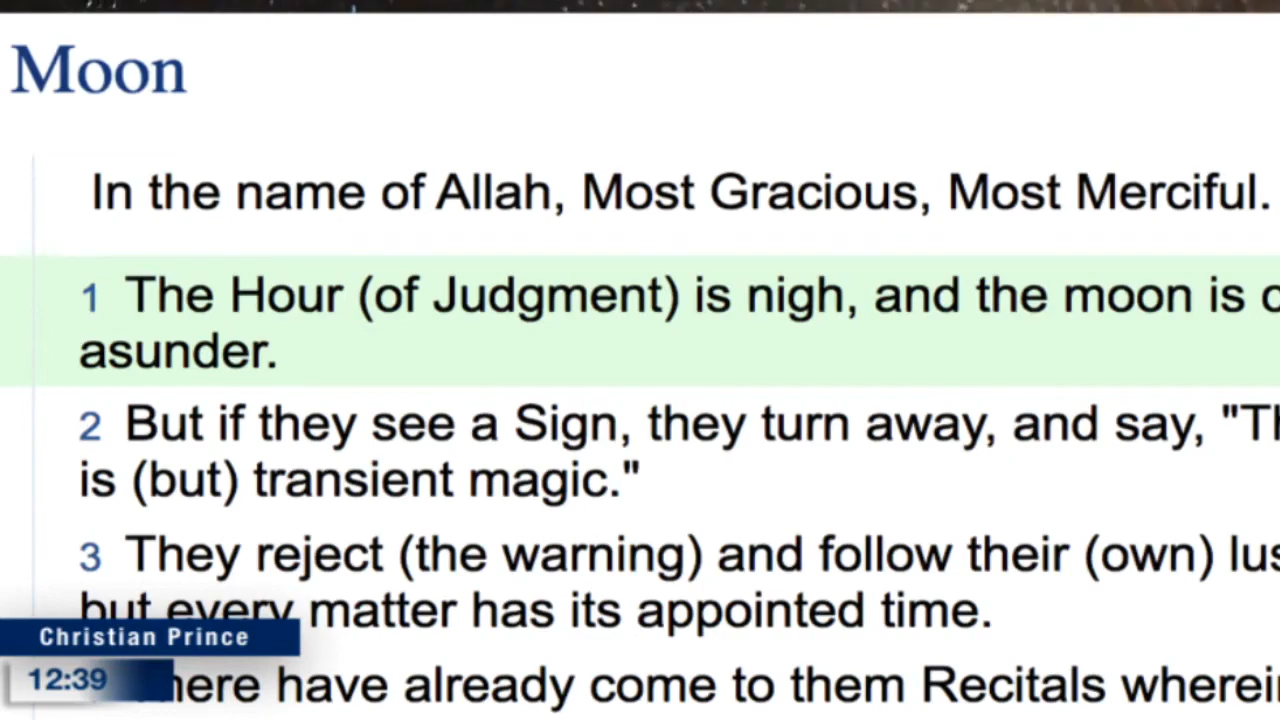 Moon
In the name of Allah, Most Gracious, Most Merciful.
1 The Hour (of Judgment) is nigh, and the moon is
asunder.
2 But if they see a Sign, they turn away, and say,
is (but) transient magic."
3 They reject (the warning) and follow their (own)
but every matter has its appointed time.
Christian Prince
12:39
have already come to them Recitals